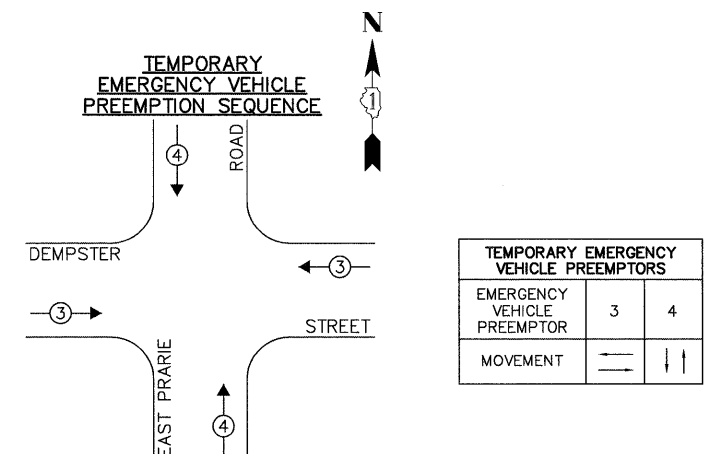 N
TEMPORARY
EMERGENCY VEHICLE
PREEMPTION SEQUENCE
1
4
ROAD
DEMPSTER
3
3
STREET
EAST PRARIE
4
TEMPORARY EMERGENCY
VEHICLE PREEMPTORS
EMERGENCY
VEHICLE
PREEMPTOR
3
4
MOVEMENT